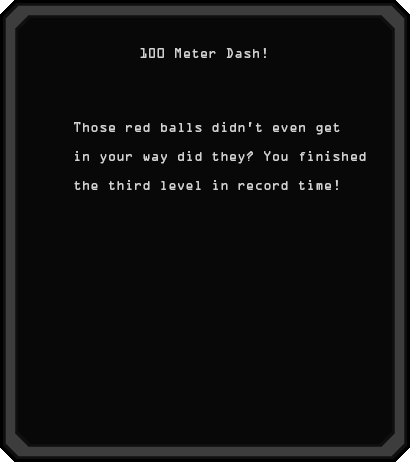 100 Meter Dash!
Those red balls didn't even get
in your way did they? You finished
the third level in record time!